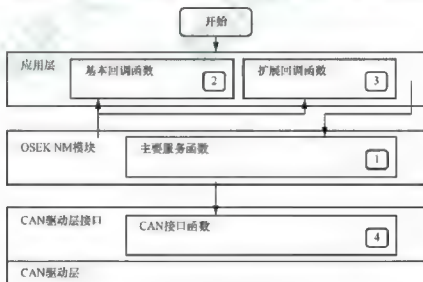 开始
应用层
基本回调函数
2
扩展回调函数
3
OSEK NM模块
主要服务函数
1
CAN驱动层接口
CAN接口函数
4
CAN驱动层